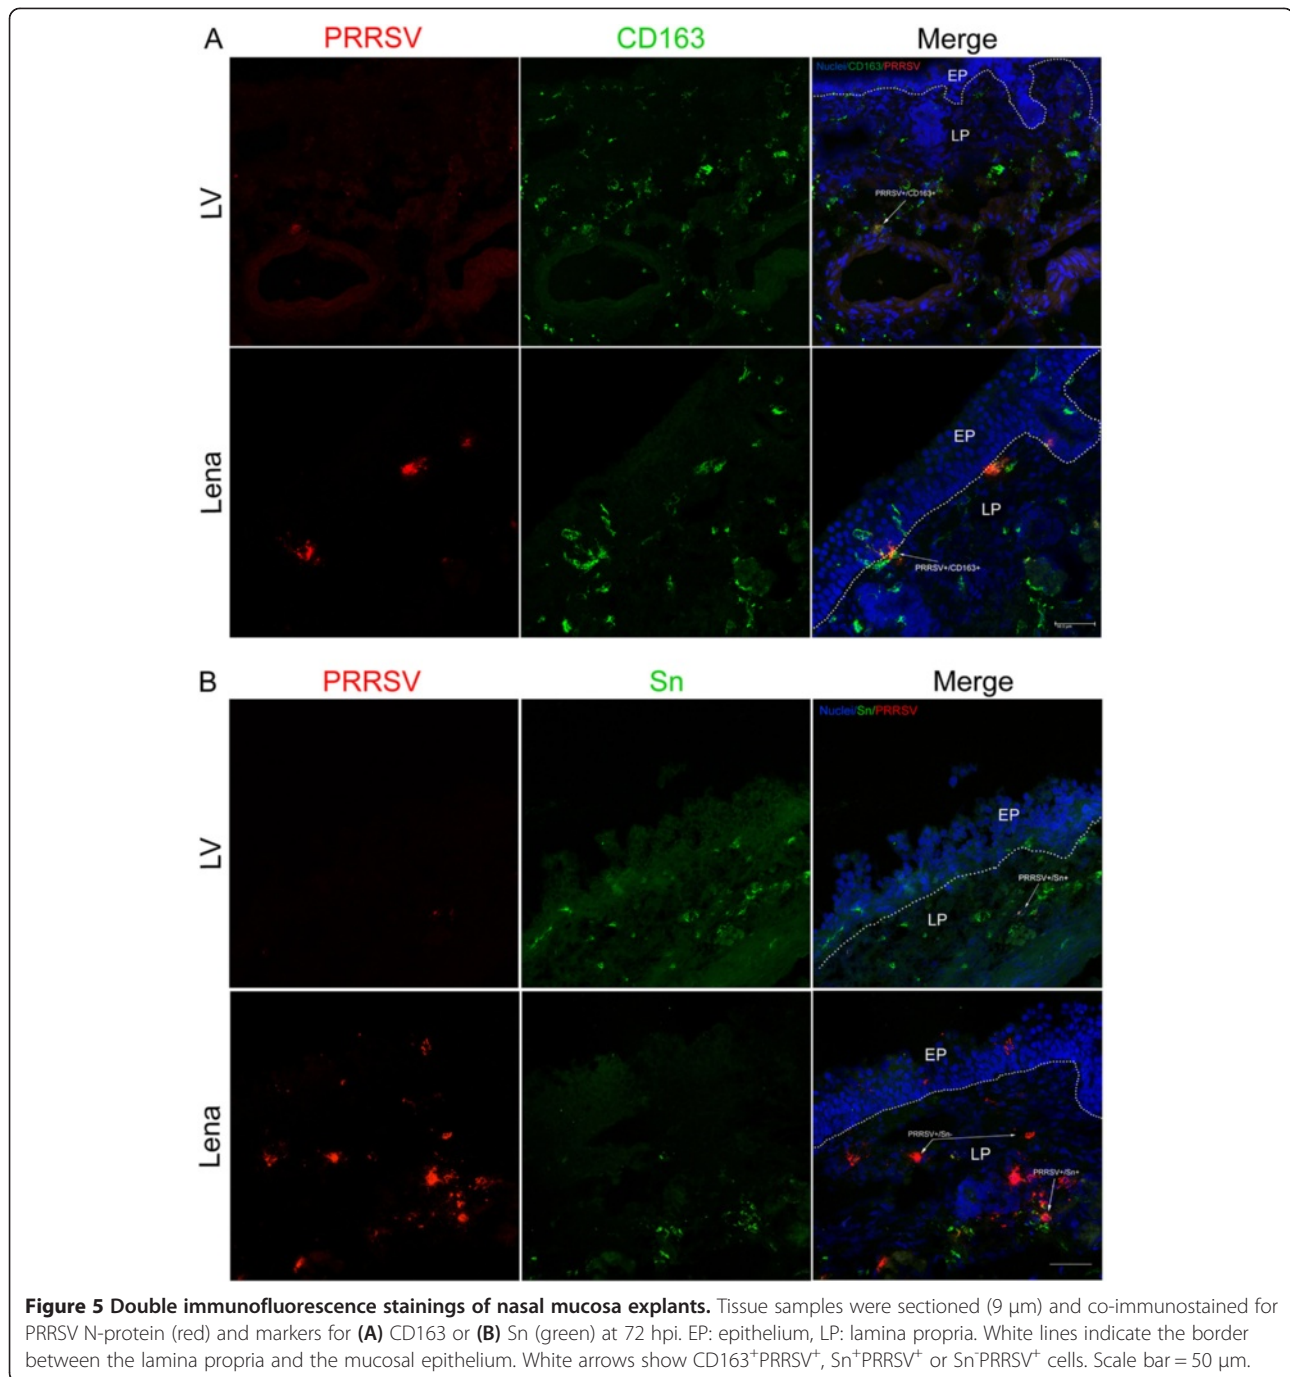 A PRRSV CD163 Merge
Nuclei/CD163/PRRSV
EP
LP
LV
PRRSV+/CD163+
EP
LP
Lena
PRRSV+/CD163+
B PRRSV Sn Merge
Nuclei/Sn/PRRSV
EP
LV
PRRSV+/Sn+
LP
EP
Lena
PRRSV+/Sn-
LP
PRRSV+/Sn+
Figure 5 Double immunofluorescence stainings of nasal mucosa explants. Tissue samples were sectioned (9 µm) and co-immunostained for
PRRSV N-protein (red) and markers for (A) CD163 or (B) Sn (green) at 72 hpi. EP: epithelium, LP: lamina propria. White lines indicate the border
between the lamina propria and the mucosal epithelium. White arrows show CD163⁺PRRSV⁺, Sn⁺PRRSV⁺ or Sn⁻PRRSV⁺ cells. Scale bar = 50 µm.